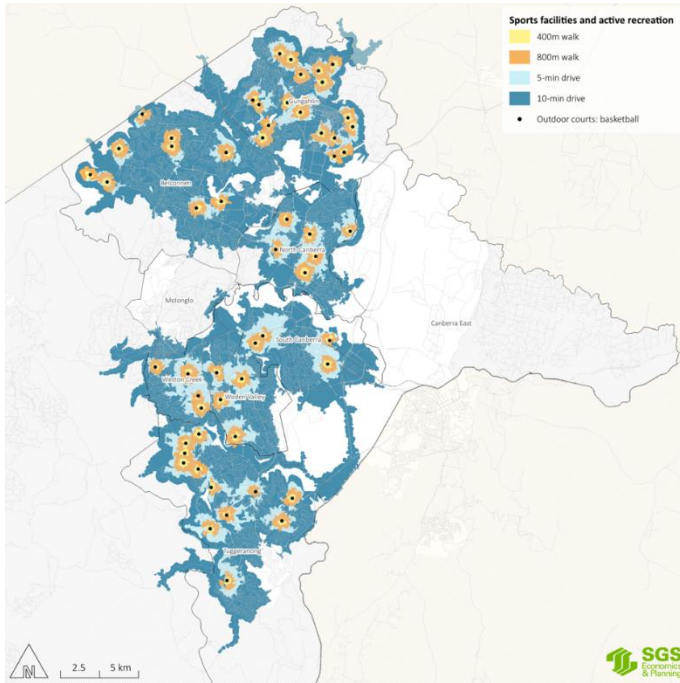 Sports facilities and active recreation
400m walk
800m walk
5-min drive
10-min drive
Outdoor courts: basketball
Gungahlin
Belconnen
North Canberra
Molonglo
Canberra East
South Canberra
Weston Creek
Woden Valley
Tuggeranong
N
2.5 5 km
SGS
Economics
& Planning